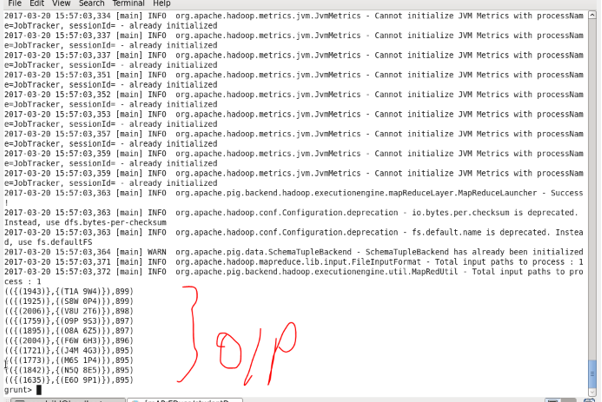 File Edit View Search Terminal Help
2017-03-20 15:57:03,334 [main] INFO org.apache.hadoop.metrics.jvm.JvmMetrics - Cannot initialize JVM Metrics with processNam
e=JobTracker, sessionId= - already initialized
2017-03-20 15:57:03,337 [main] INFO org.apache.hadoop.metrics.jvm.JvmMetrics - Cannot initialize JVM Metrics with processNam
e=JobTracker, sessionId= - already initialized
2017-03-20 15:57:03,337 [main] INFO org.apache.hadoop.metrics.jvm.JvmMetrics - Cannot initialize JVM Metrics with processNam
e=JobTracker, sessionId= - already initialized
2017-03-20 15:57:03,351 [main] INFO org.apache.hadoop.metrics.jvm.JvmMetrics - Cannot initialize JVM Metrics with processNam
e=JobTracker, sessionId= - already initialized
2017-03-20 15:57:03,352 [main] INFO org.apache.hadoop.metrics.jvm.JvmMetrics - Cannot initialize JVM Metrics with processNam
e=JobTracker, sessionId= - already initialized
2017-03-20 15:57:03,353 [main] INFO org.apache.hadoop.metrics.jvm.JvmMetrics - Cannot initialize JVM Metrics with processNam
e=JobTracker, sessionId= - already initialized
2017-03-20 15:57:03,357 [main] INFO org.apache.hadoop.metrics.jvm.JvmMetrics - Cannot initialize JVM Metrics with processNam
e=JobTracker, sessionId= - already initialized
2017-03-20 15:57:03,359 [main] INFO org.apache.hadoop.metrics.jvm.JvmMetrics - Cannot initialize JVM Metrics with processNam
e=JobTracker, sessionId= - already initialized
2017-03-20 15:57:03,359 [main] INFO org.apache.hadoop.metrics.jvm.JvmMetrics - Cannot initialize JVM Metrics with processNam
e=JobTracker, sessionId= - already initialized
2017-03-20 15:57:03,363 [main] INFO org.apache.pig.backend.hadoop.executionengine.mapReduceLayer.MapReduceLauncher - Success
!
2017-03-20 15:57:03,363 [main] INFO org.apache.hadoop.conf.Configuration.deprecation - io.bytes.per.checksum is deprecated.
Instead, use dfs.bytes-per-checksum
2017-03-20 15:57:03,363 [main] INFO org.apache.hadoop.conf.Configuration.deprecation - fs.default.name is deprecated. Instea
d, use fs.defaultFS
2017-03-20 15:57:03,364 [main] WARN org.apache.pig.data.SchemaTupleBackend - SchemaTupleBackend has already been initialized
2017-03-20 15:57:03,371 [main] INFO org.apache.hadoop.mapreduce.lib.input.FileInputFormat - Total input paths to process : 1
2017-03-20 15:57:03,372 [main] INFO org.apache.pig.backend.hadoop.executionengine.util.MapRedUtil - Total input paths to pro
cess : 1
(({(1943)},{(T1A 9W4)}),899)
(({(1925)},{(S8W 0P4)}),899)
(({(2006)},{(V8U 2T6)}),898)
(({(1759)},{(O9P 9S3)}),897)
(({(1895)},{(O8A 6Z5)}),897)
(({(2004)},{(F6W 6H3)}),896)
(({(1721)},{(J4M 4G3)}),895)
(({(1773)},{(M6S 1P4)}),895)
(({(1842)},{(N5Q 8E5)}),895)
(({(1635)},{(E6O 9P1)}),895)
} O/P
grunt>